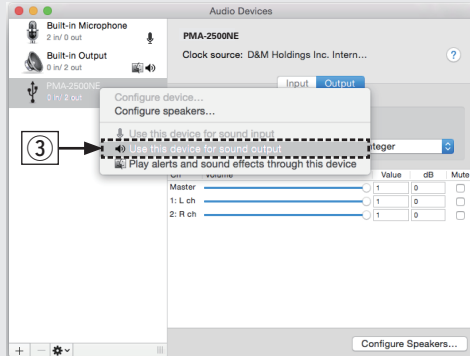 Audio Devices
Built-in Microphone
2 in/ 0 out
Built-in Output
0 in/ 2 out
PMA-2500NE
0 in/ 2 out
PMA-2500NE
Clock source: D&M Holdings Inc. Intern...
?
Input Output
Configure device...
Configure speakers...
Use this device for sound input
③ Use this device for sound output
Play alerts and sound effects through this device
teger
Ch Volume Value dB Mute
Master 1 0
1: L ch 1 0
2: R ch 1 0
+ −
Configure Speakers...